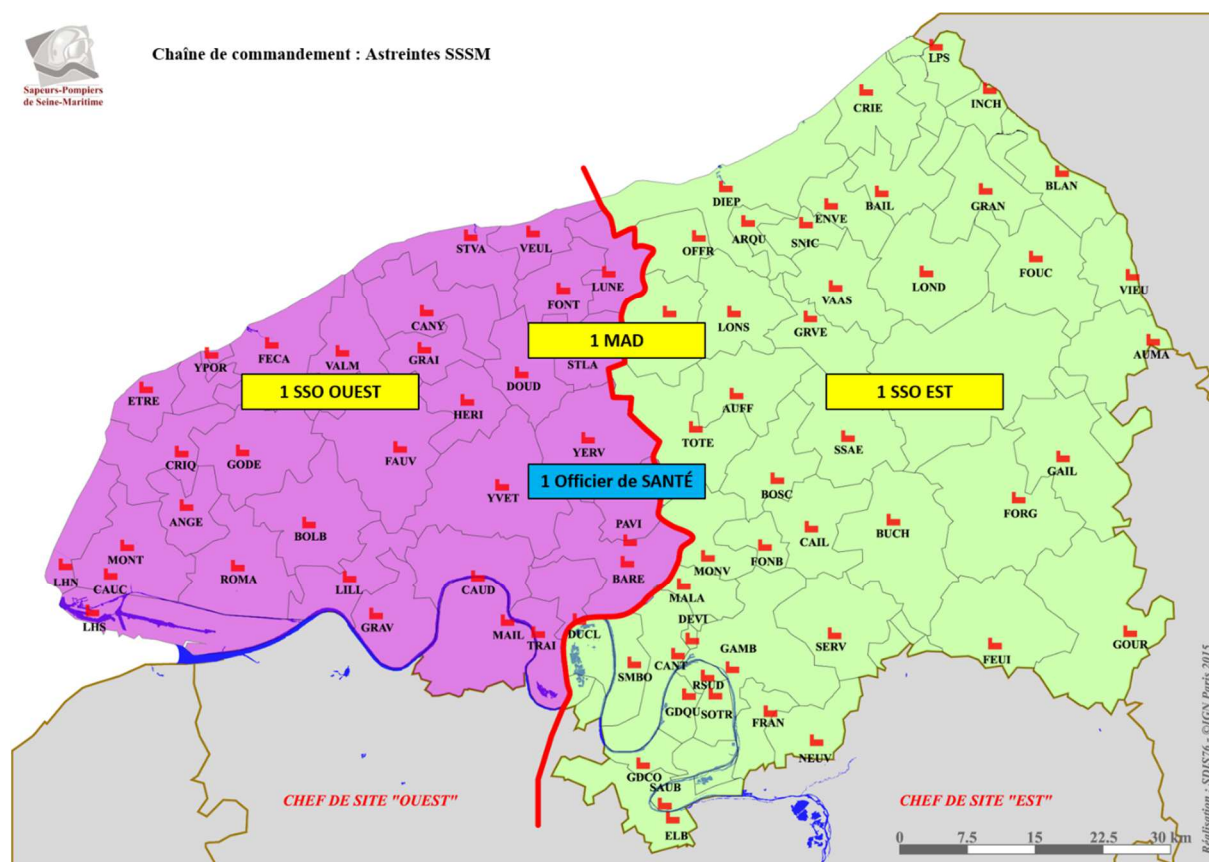 Chaîne de commandement : Astreintes SSSM
Sapeurs-Pompiers
de Seine-Maritime
LPS
CRIE
INCH
BLAN
DIEP
ENVE
BAIL
GRAN
STVA
VEUL
OFFR
ARQU
SNIC
FOUC
LUNE
FONT
VAAS
LOND
VIEU
CANY
LONS
GRVE
1 MAD
AUMA
YPOR
FECA
VALM
GRAI
STLA
DOUD
ETRE
1 SSO OUEST
1 SSO EST
HERI
AUFF
TOTE
SSAE
CRIQ
GODE
FAUV
YERV
GAIL
1 Officier de SANTÉ
YVET
BOSC
ANGE
FORG
BOLB
PAVI
CAIL
BUCH
MONT
FONB
LHN
CAUC
ROMA
LILL
CAUD
BARE
MONV
MALA
LHS
GRAV
MAIL
TRAI
DUCL
DEVI
CANT
GAMB
SERV
FEUI
GOUR
SMBO
RSUD
GDQU
SOTR
FRAN
NEUV
GDCO
SAUB
ELB
CHEF DE SITE "OUEST"
CHEF DE SITE "EST"
0 7.5 15 22.5 30 km
Réalisation : SDIS76 - ©IGN Paris 2015